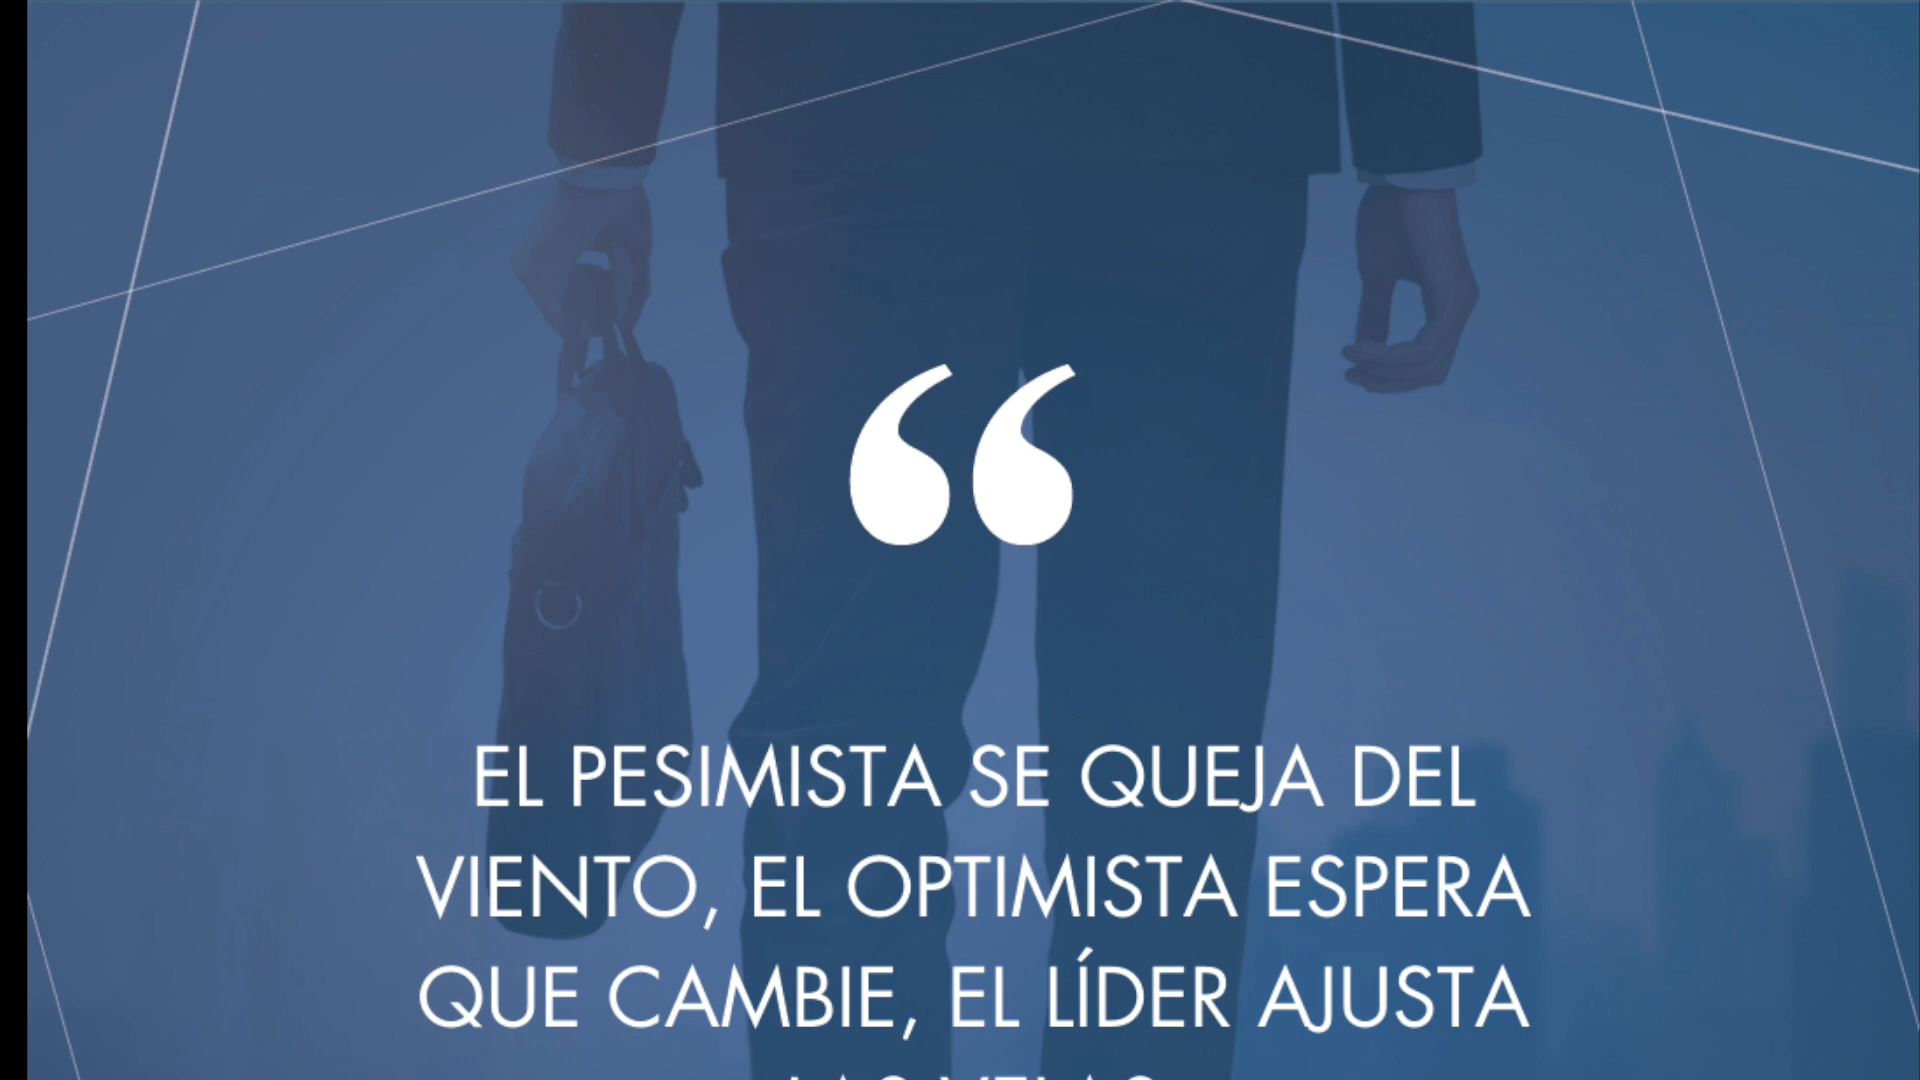 “
EL PESIMISTA SE QUEJA DEL
VIENTO, EL OPTIMISTA ESPERA
QUE CAMBIE, EL LÍDER AJUSTA